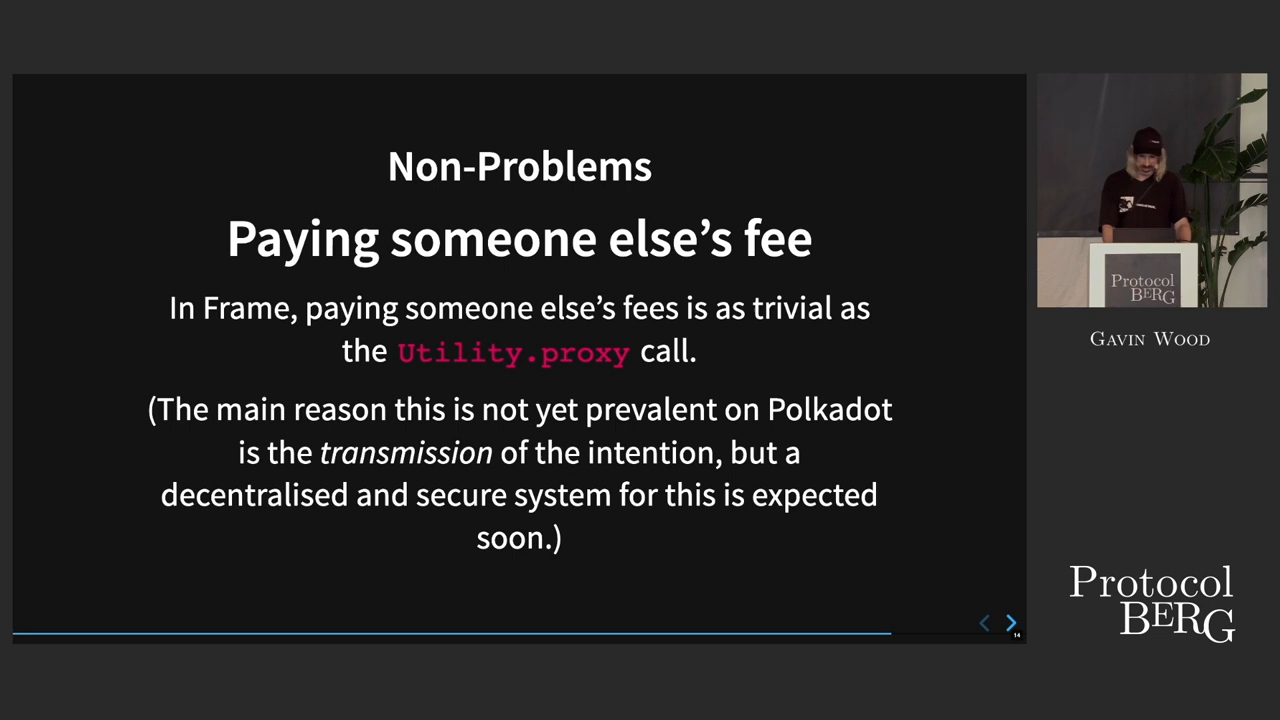 Non-Problems
Paying someone else’s fee
In Frame, paying someone else’s fees is as trivial as
the Utility.proxy call.
(The main reason this is not yet prevalent on Polkadot
is the transmission of the intention, but a
decentralised and secure system for this is expected
soon.)
14
Protocol
BERG
GAVIN WOOD
Protocol
BERG